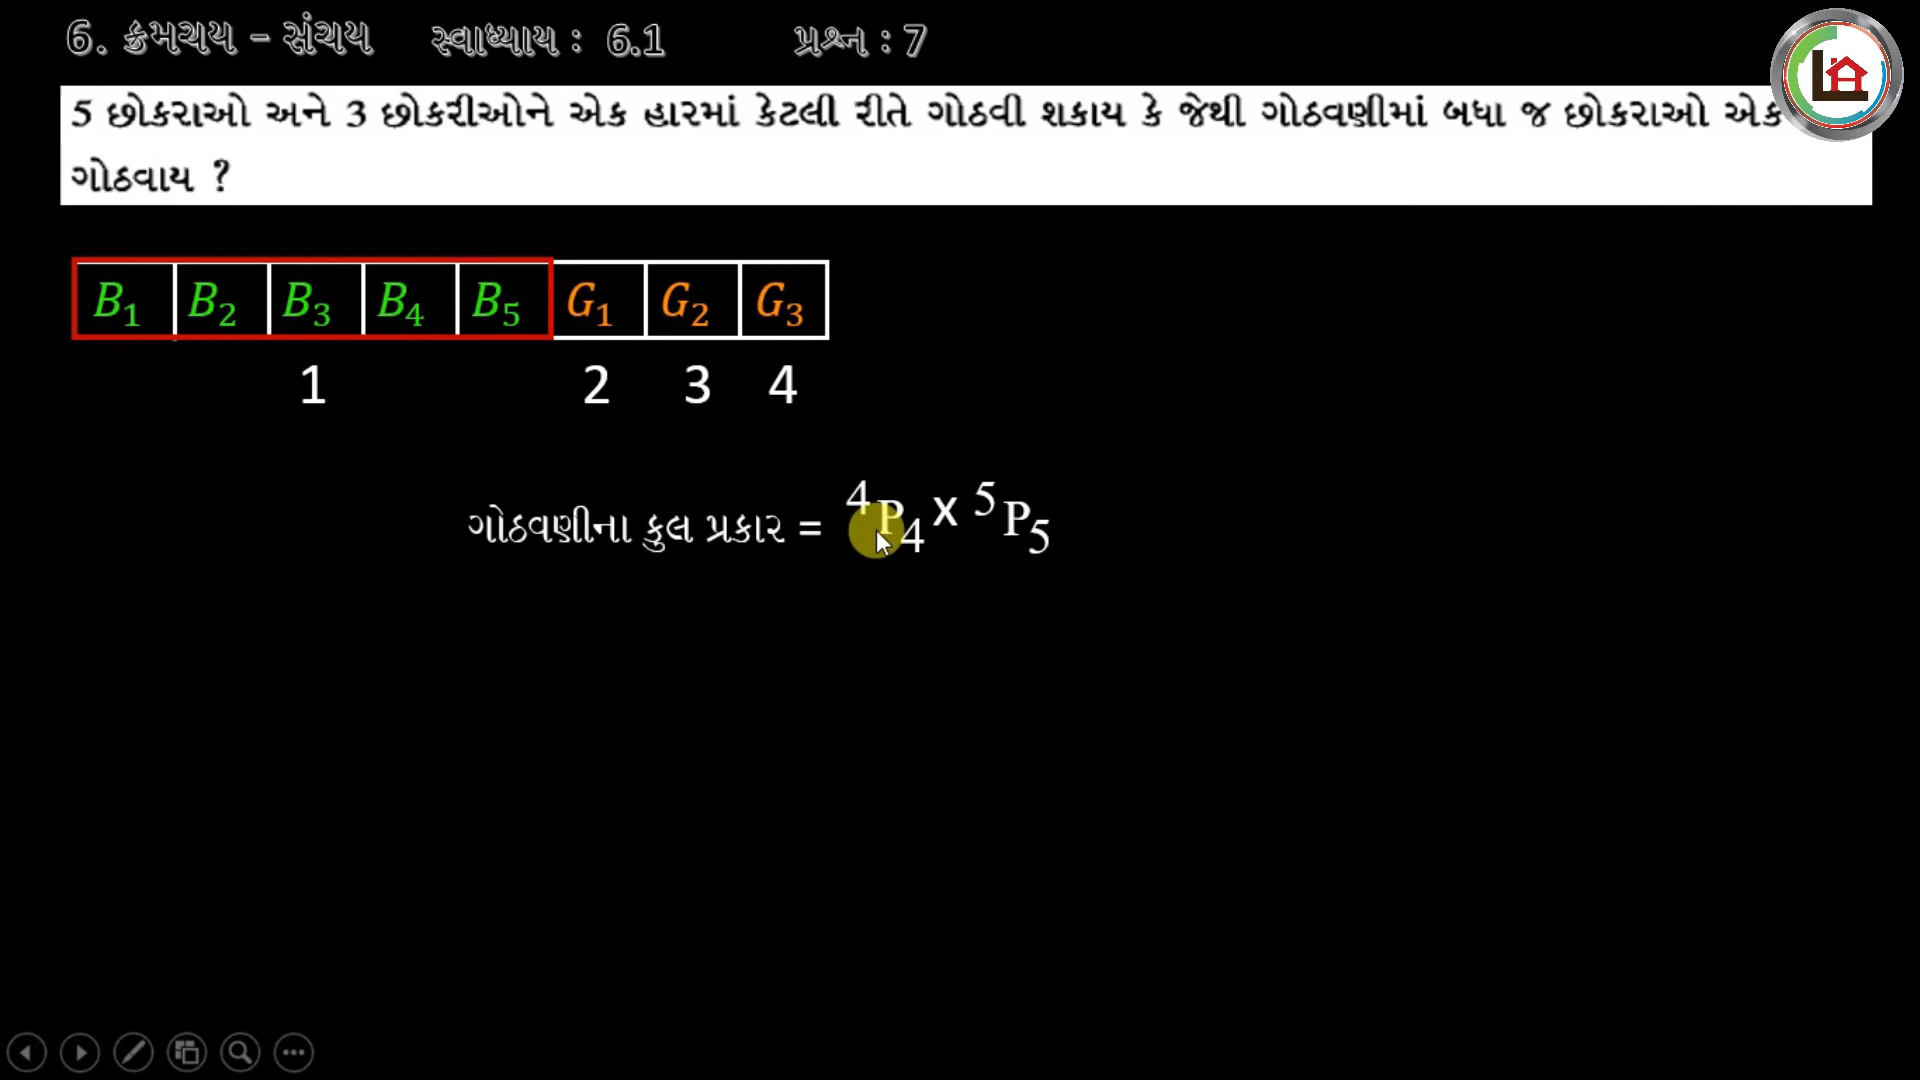 6. ક્રમચય – સંચય સ્વાધ્યાય : 6.1 પ્રશ્ન : 7
5 છોકરાઓ અને 3 છોકરીઓને એક હારમાં કેટલી રીતે ગોઠવી શકાય કે જેથી ગોઠવણીમાં બધા જ છોકરાઓ એક
ગોઠવાય ?
B₁ B₂ B₃ B₄ B₅ G₁ G₂ G₃
1 2 3 4
ગોઠવણીના કુલ પ્રકાર = ⁴P₄ x ⁵P₅